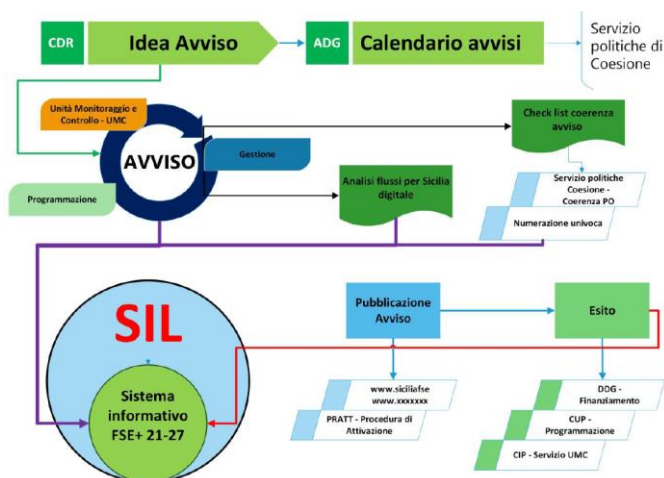 CDR
Idea Avviso
ADG
Calendario avvisi
Servizio
politiche di
Coesione
Unità Monitoraggio e
Controllo - UMC
AVVISO
Gestione
Programmazione
Check list coerenza
avviso
Analisi flussi per Sicilia
digitale
Servizio politiche
Coesione -
Coerenza PO
Numerazione univoca
SIL
Sistema
informativo
FSE+ 21-27
Pubblicazione
Avviso
Esito
www.siciliafse
www.xxxxxxx
PRATT - Procedura di
Attivazione
DDG -
Finanziamento
CUP -
Programmazione
CIP - Servizio UMC